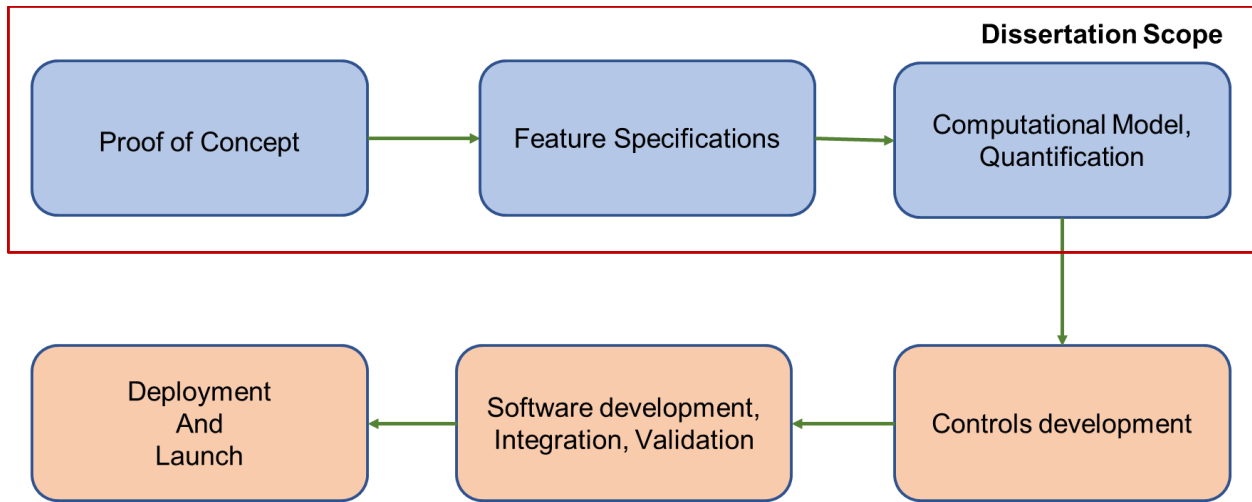 Dissertation Scope
Proof of Concept
Feature Specifications
Computational Model,
Quantification
Deployment
And
Launch
Software development,
Integration, Validation
Controls development